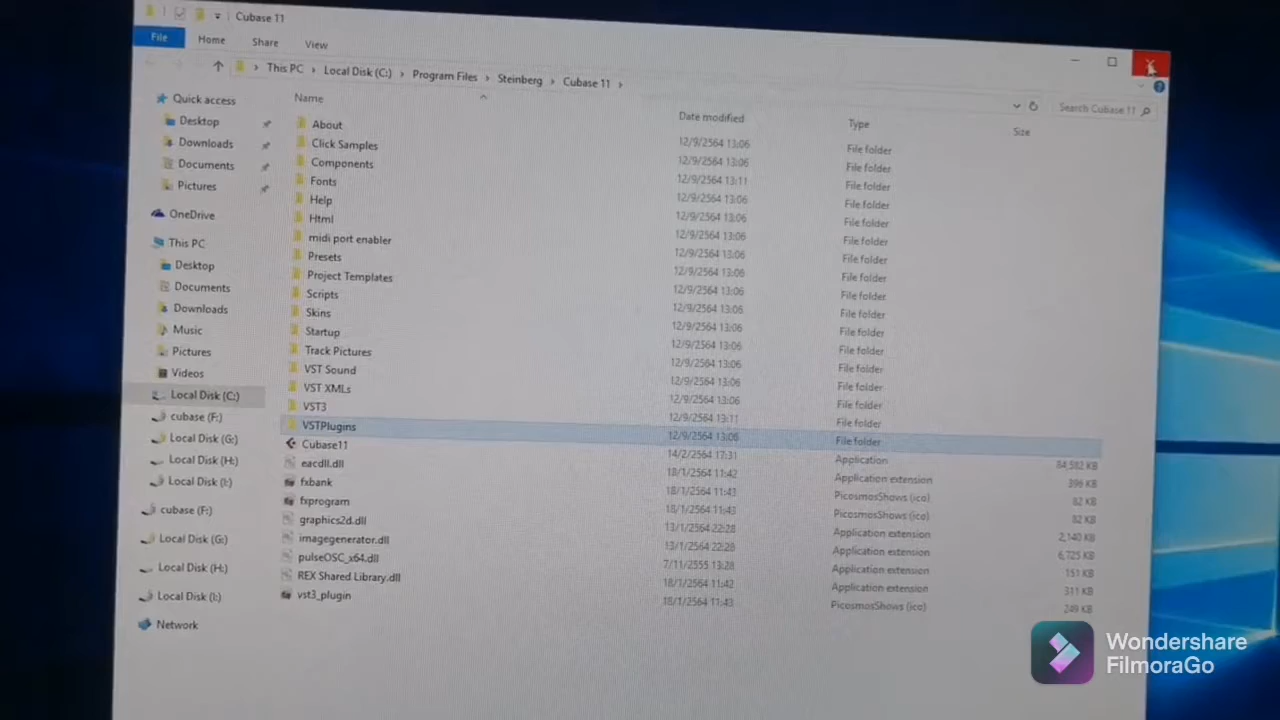 Cubase 11
File Home Share View
This PC Local Disk (C:) Program Files Steinberg Cubase 11
Search Cubase 11
Name Date modified Type Size
Quick access
Desktop
Downloads
Documents
Pictures
OneDrive
This PC
Desktop
Documents
Downloads
Music
Pictures
Videos
Local Disk (C:)
cubase (F:)
Local Disk (G:)
Local Disk (H:)
Local Disk (I:)
cubase (F:)
Local Disk (G:)
Local Disk (H:)
Local Disk (I:)
Network
About 12/9/2564 13:06 File folder
Click Samples 12/9/2564 13:06 File folder
Components 12/9/2564 13:11 File folder
Fonts 12/9/2564 13:06 File folder
Help 12/9/2564 13:06 File folder
Html 12/9/2564 13:06 File folder
midi port enabler 12/9/2564 13:06 File folder
Presets 12/9/2564 13:06 File folder
Project Templates 12/9/2564 13:06 File folder
Scripts 12/9/2564 13:06 File folder
Skins 12/9/2564 13:06 File folder
Startup 12/9/2564 13:06 File folder
Track Pictures 12/9/2564 13:06 File folder
VST Sound 12/9/2564 13:06 File folder
VST XMLs 12/9/2564 13:06 File folder
VST3 12/9/2564 13:11 File folder
VSTPlugins 12/9/2564 13:06 File folder
Cubase11 14/2/2564 17:31 Application 84,582 KB
eacdll.dll 18/1/2564 11:42 Application extension 396 KB
fxbank 18/1/2564 11:43 PicosmosShows (ico) 82 KB
fxprogram 18/1/2564 11:43 PicosmosShows (ico) 82 KB
graphics2d.dll 13/1/2564 22:28 Application extension 2,140 KB
imagegenerator.dll 13/1/2564 22:28 Application extension 6,725 KB
pulseOSC_x64.dll 7/11/2555 13:28 Application extension 151 KB
REX Shared Library.dll 18/1/2564 11:42 Application extension 311 KB
vst3_plugin 18/1/2564 11:43 PicosmosShows (ico) 249 KB
Wondershare
FilmoraGo